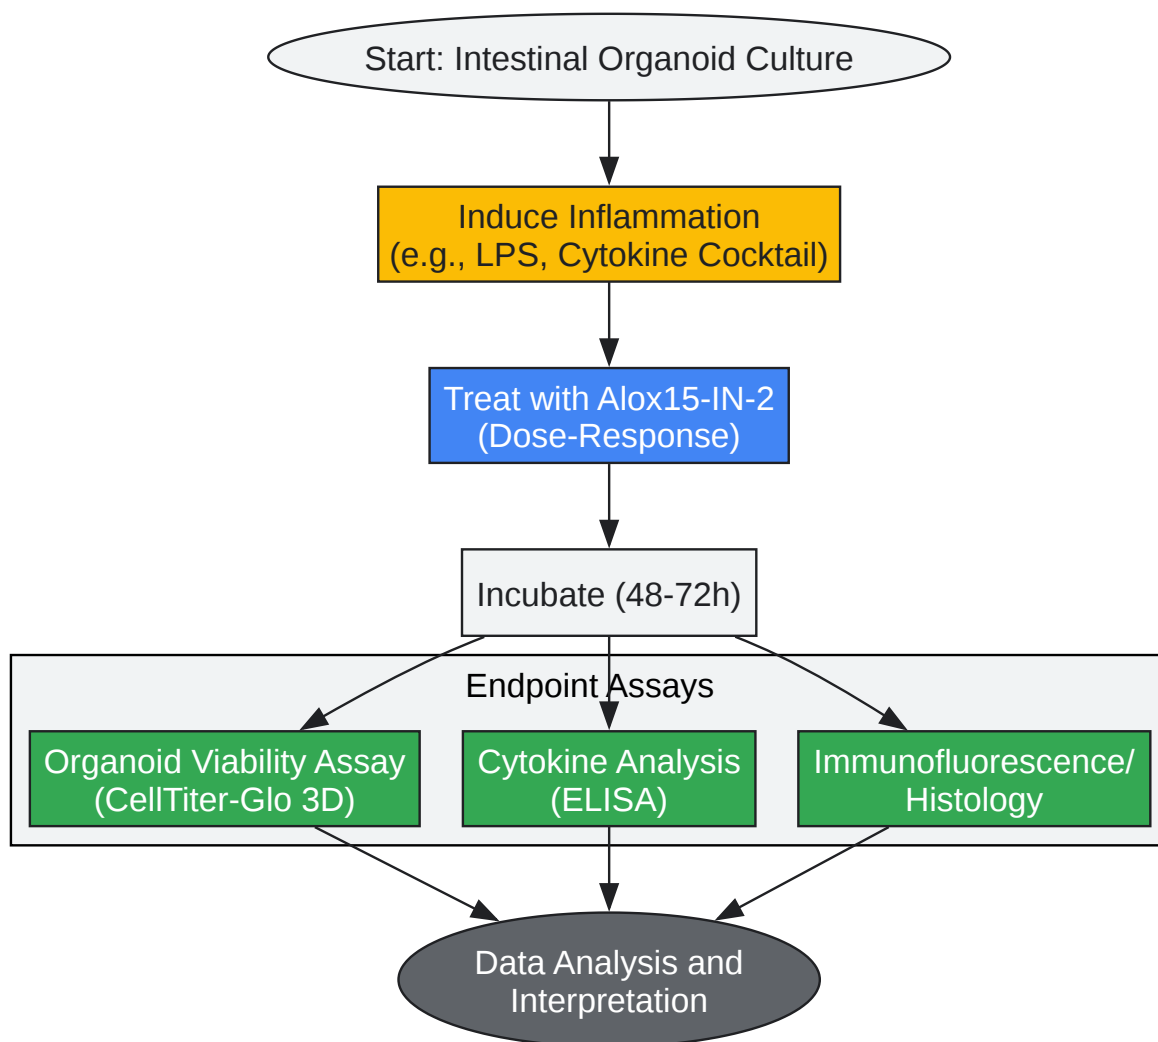 Start: Intestinal Organoid Culture
Induce Inflammation
(e.g., LPS, Cytokine Cocktail)
Treat with Alox15-IN-2
(Dose-Response)
Incubate (48-72h)
Endpoint Assays
Organoid Viability Assay
(CellTiter-Glo 3D)
Cytokine Analysis
(ELISA)
Immunofluorescence/
Histology
Data Analysis and
Interpretation